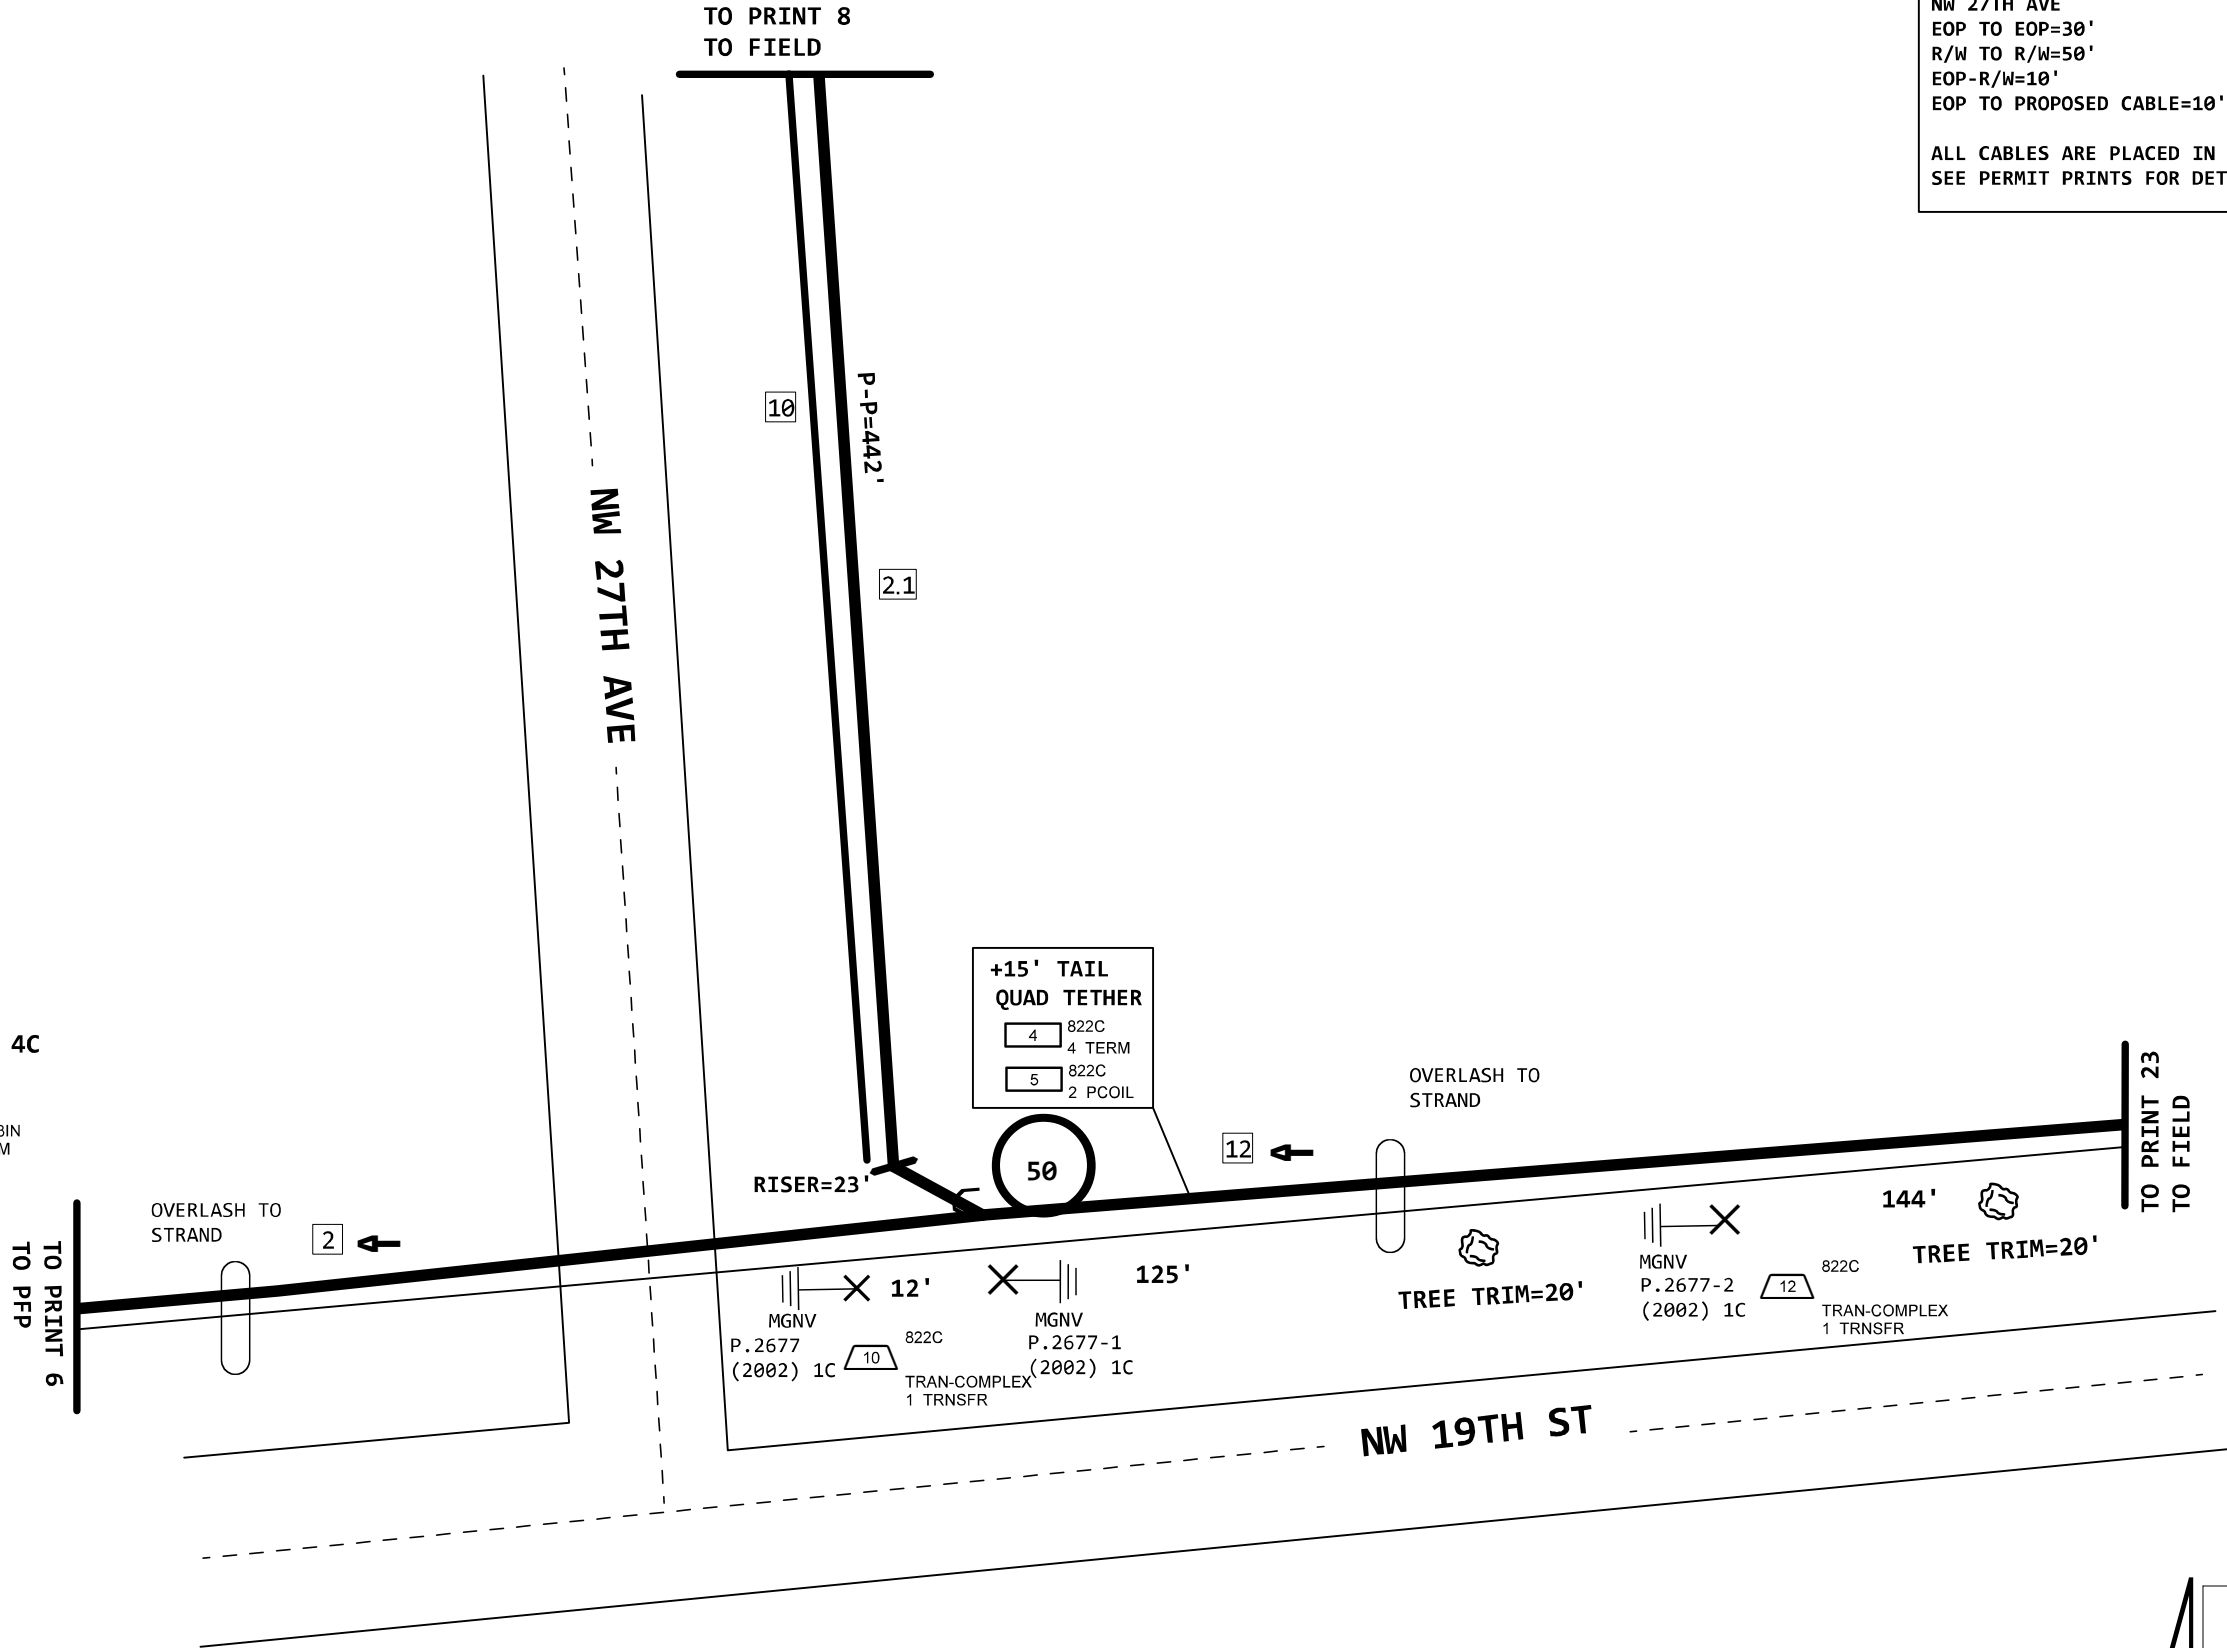 TO PRINT 8
TO FIELD
NW 27TH AVE
EOP TO EOP=30'
R/W TO R/W=50'
EOP-R/W=10'
EOP TO PROPOSED CABLE=10'
ALL CABLES ARE PLACED IN
SEE PERMIT PRINTS FOR DET
10
P-P=442'
2.1
NW 27TH AVE
+15' TAIL
QUAD TETHER
4
822C
4 TERM
5
822C
2 PCOIL
4C
BIN
M
OVERLASH TO
STRAND
12
50
RISER=23'
TO PRINT 23
TO FIELD
OVERLASH TO
STRAND
2
TO PRINT 6
TO PFP
144'
TREE TRIM=20'
TREE TRIM=20'
MGNV
P.2677-2
(2002) 1C
12
822C
TRAN-COMPLEX
1 TRNSFR
12'
125'
MGNV
P.2677
(2002) 1C
10
822C
TRAN-COMPLEX
1 TRNSFR
MGNV
P.2677-1
(2002) 1C
NW 19TH ST